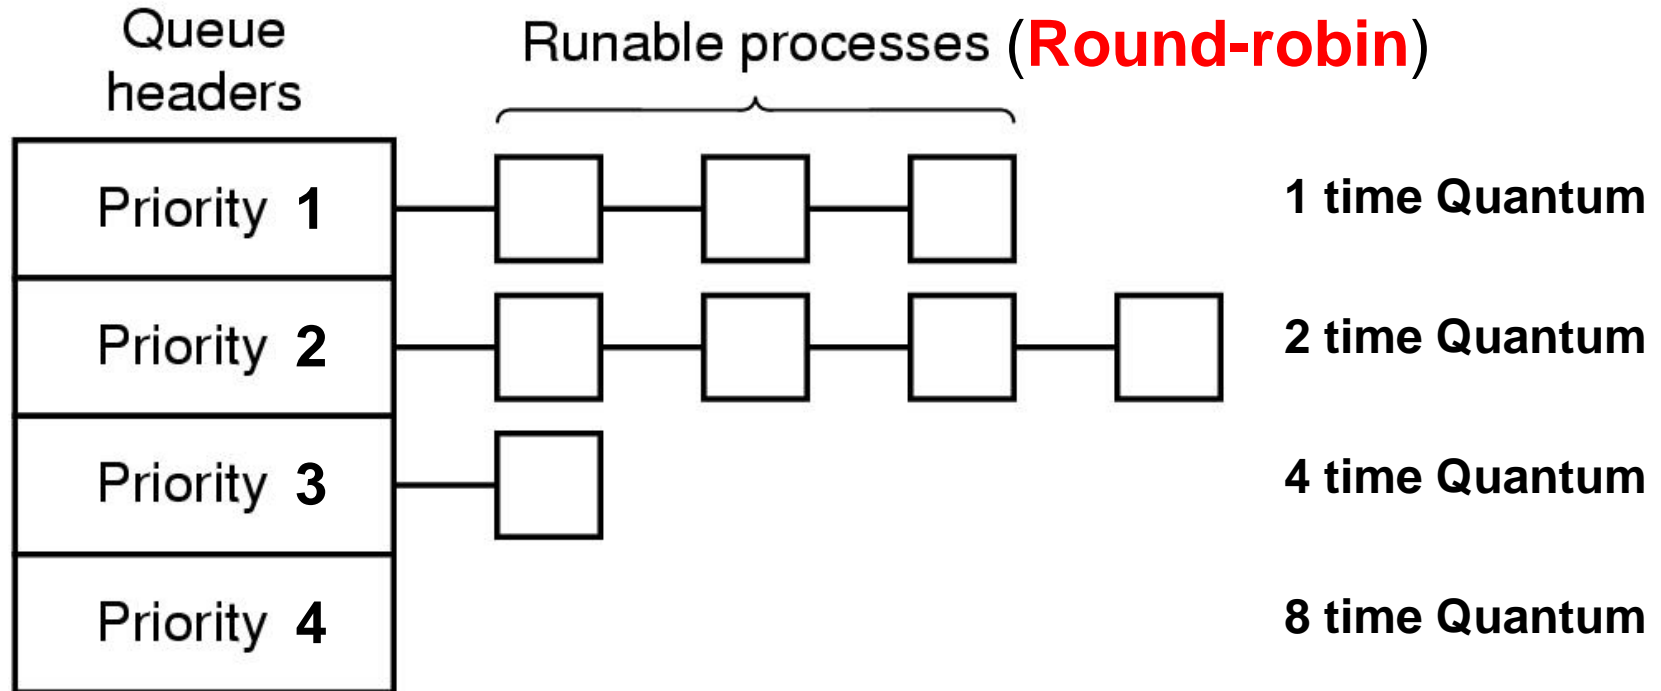 Queue
headers
Runable processes (Round-robin)
Priority 1
1 time Quantum
Priority 2
2 time Quantum
Priority 3
4 time Quantum
Priority 4
8 time Quantum